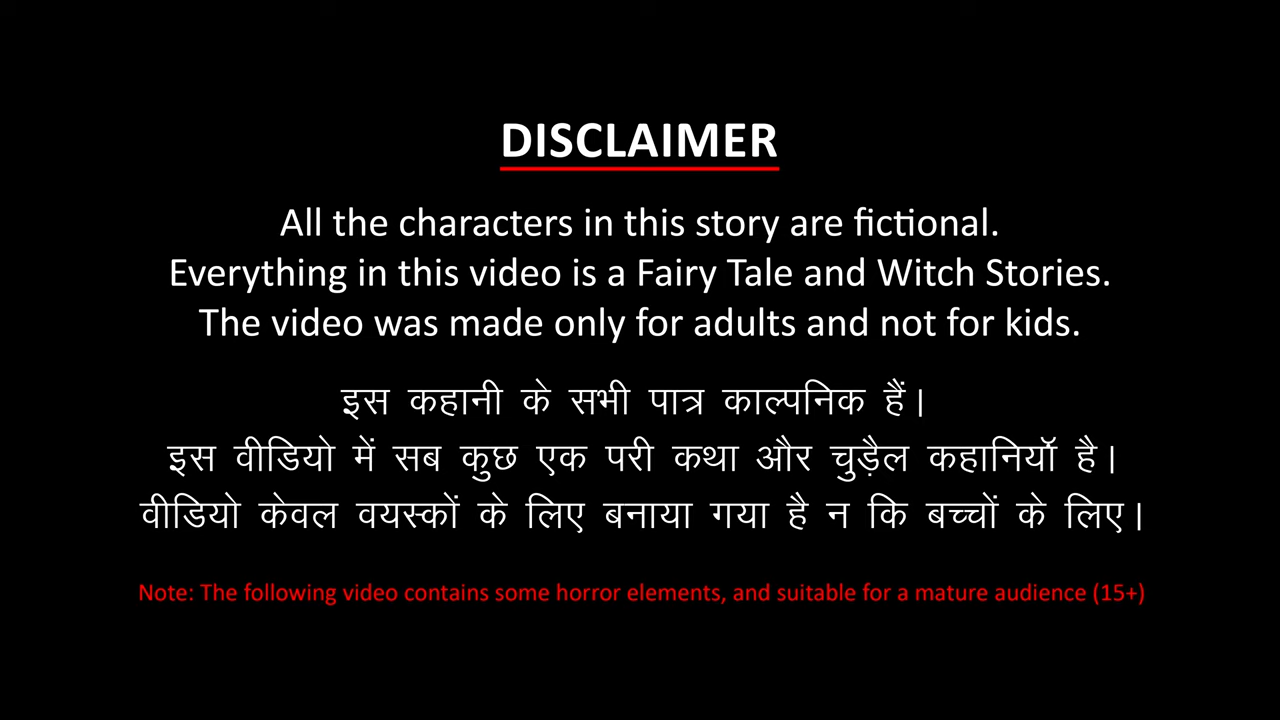 DISCLAIMER
All the characters in this story are fictional.
Everything in this video is a Fairy Tale and Witch Stories.
The video was made only for adults and not for kids.
इस कहानी के सभी पात्र काल्पनिक हैं।
इस वीडियो में सब कुछ एक परी कथा और चुड़ैल कहानियॉ है।
वीडियो केवल वयस्कों के लिए बनाया गया है न कि बच्चों के लिए।
Note: The following video contains some horror elements, and suitable for a mature audience (15+)